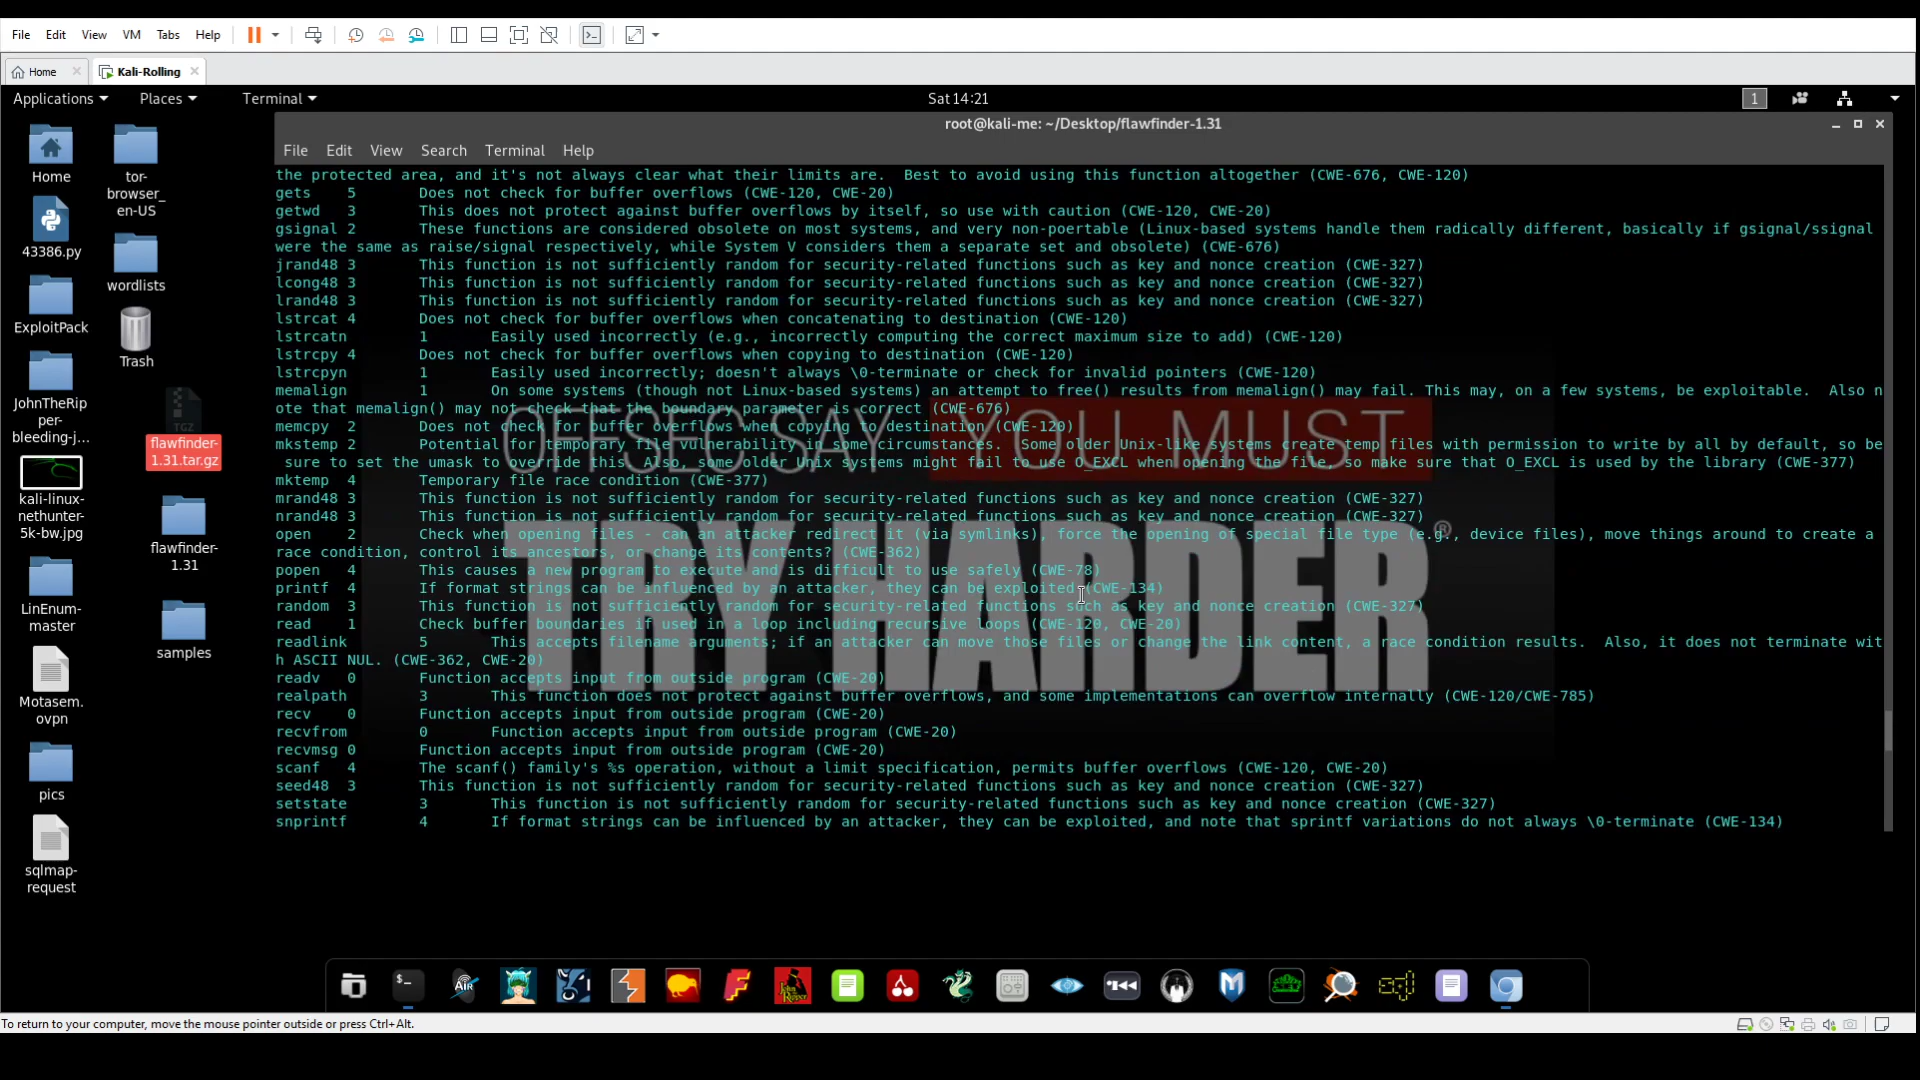 File Edit View VM Tabs Help
Home Kali-Rolling
Applications Places Terminal Sat 14:21 1
root@kali-me: ~/Desktop/flawfinder-1.31
File Edit View Search Terminal Help
the protected area, and it's not always clear what their limits are.  Best to avoid using this function altogether (CWE-676, CWE-120)
gets 5 Does not check for buffer overflows (CWE-120, CWE-20)
getwd 3 This does not protect against buffer overflows by itself, so use with caution (CWE-120, CWE-20)
gsignal 2 These functions are considered obsolete on most systems, and very non-poertable (Linux-based systems handle them radically different, basically if gsignal/ssignal
were the same as raise/signal respectively, while System V considers them a separate set and obsolete) (CWE-676)
jrand48 3 This function is not sufficiently random for security-related functions such as key and nonce creation (CWE-327)
lcong48 3 This function is not sufficiently random for security-related functions such as key and nonce creation (CWE-327)
lrand48 3 This function is not sufficiently random for security-related functions such as key and nonce creation (CWE-327)
lstrcat 4 Does not check for buffer overflows when concatenating to destination (CWE-120)
lstrcatn 1 Easily used incorrectly (e.g., incorrectly computing the correct maximum size to add) (CWE-120)
lstrcpy 4 Does not check for buffer overflows when copying to destination (CWE-120)
lstrcpyn 1 Easily used incorrectly; doesn't always \0-terminate or check for invalid pointers (CWE-120)
memalign 1 On some systems (though not Linux-based systems) an attempt to free() results from memalign() may fail. This may, on a few systems, be exploitable.  Also n
ote that memalign() may not check that the boundary parameter is correct (CWE-676)
memcpy 2 Does not check for buffer overflows when copying to destination (CWE-120)
mkstemp 2 Potential for temporary file vulnerability in some circumstances.  Some older Unix-like systems create temp files with permission to write by all by default, so be
sure to set the umask to override this. Also, some older Unix systems might fail to use O_EXCL when opening the file, so make sure that O_EXCL is used by the library (CWE-377)
mktemp 4 Temporary file race condition (CWE-377)
mrand48 3 This function is not sufficiently random for security-related functions such as key and nonce creation (CWE-327)
nrand48 3 This function is not sufficiently random for security-related functions such as key and nonce creation (CWE-327)
open 2 Check when opening files - can an attacker redirect it (via symlinks), force the opening of special file type (e.g., device files), move things around to create a
race condition, control its ancestors, or change its contents? (CWE-362)
popen 4 This causes a new program to execute and is difficult to use safely (CWE-78)
printf 4 If format strings can be influenced by an attacker, they can be exploited (CWE-134)
random 3 This function is not sufficiently random for security-related functions such as key and nonce creation (CWE-327)
read 1 Check buffer boundaries if used in a loop including recursive loops (CWE-120, CWE-20)
readlink 5 This accepts filename arguments; if an attacker can move those files or change the link content, a race condition results.  Also, it does not terminate wit
h ASCII NUL. (CWE-362, CWE-20)
readv 0 Function accepts input from outside program (CWE-20)
realpath 3 This function does not protect against buffer overflows, and some implementations can overflow internally (CWE-120/CWE-785)
recv 0 Function accepts input from outside program (CWE-20)
recvfrom 0 Function accepts input from outside program (CWE-20)
recvmsg 0 Function accepts input from outside program (CWE-20)
scanf 4 The scanf() family's %s operation, without a limit specification, permits buffer overflows (CWE-120, CWE-20)
seed48 3 This function is not sufficiently random for security-related functions such as key and nonce creation (CWE-327)
setstate 3 This function is not sufficiently random for security-related functions such as key and nonce creation (CWE-327)
snprintf 4 If format strings can be influenced by an attacker, they can be exploited, and note that sprintf variations do not always \0-terminate (CWE-134)
OFFSEC SAY YOU MUST
TRY HARDER®
Home
43386.py
ExploitPack
JohnTheRip
per-
bleeding-j...
kali-linux-
nethunter-
5k-bw.jpg
LinEnum-
master
Motasem.
ovpn
pics
sqlmap-
request
tor-
browser_
en-US
wordlists
Trash
TGZ
flawfinder-
1.31.tar.gz
flawfinder-
1.31
samples
To return to your computer, move the mouse pointer outside or press Ctrl+Alt.